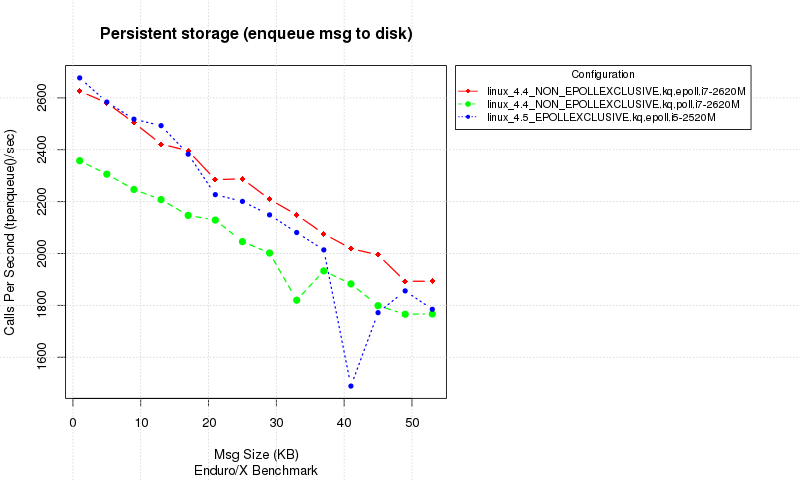 Persistent storage (enqueue msg to disk)
Configuration
linux_4.4_NON_EPOLLEXCLUSIVE,kq,epoll,i7-2620M
linux_4.4_NON_EPOLLEXCLUSIVE,kq,poll,i7-2620M
linux_4.5_EPOLLEXCLUSIVE,kq,epoll,i5-2520M
Calls Per Second (tpenqueue()/sec)
2600
2400
2200
2000
1800
1600
0 10 20 30 40 50
Msg Size (KB)
Enduro/X Benchmark